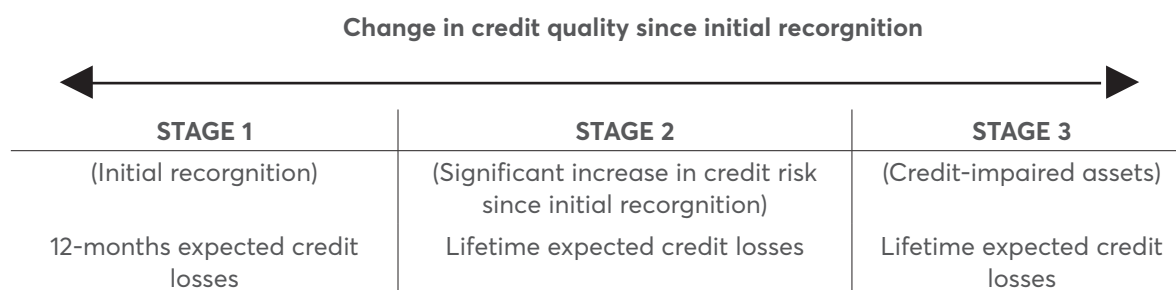 Change in credit quality since initial recorgnition
STAGE 1
STAGE 2
STAGE 3
(Initial recorgnition)
(Significant increase in credit risk
since initial recorgnition)
(Credit-impaired assets)
12-months expected credit
losses
Lifetime expected credit losses
Lifetime expected credit
losses